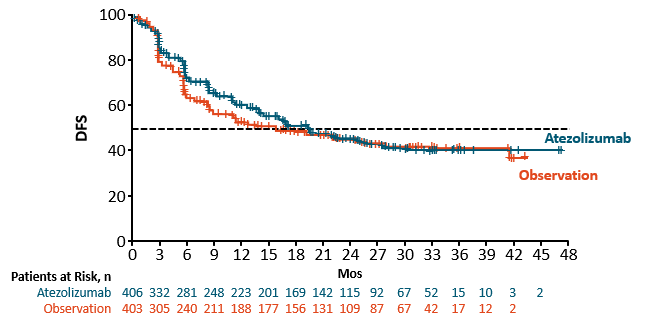 100
80
60
40
20
0
DFS
Atezolizumab
Observation
0 3 6 9 12 15 18 21 24 27 30 33 36 39 42 45 48
Mos
Patients at Risk, n
Atezolizumab 406 332 281 248 223 201 169 142 115 92 67 52 15 10 3 2
Observation 403 305 240 211 188 177 156 131 109 87 67 42 17 12 2